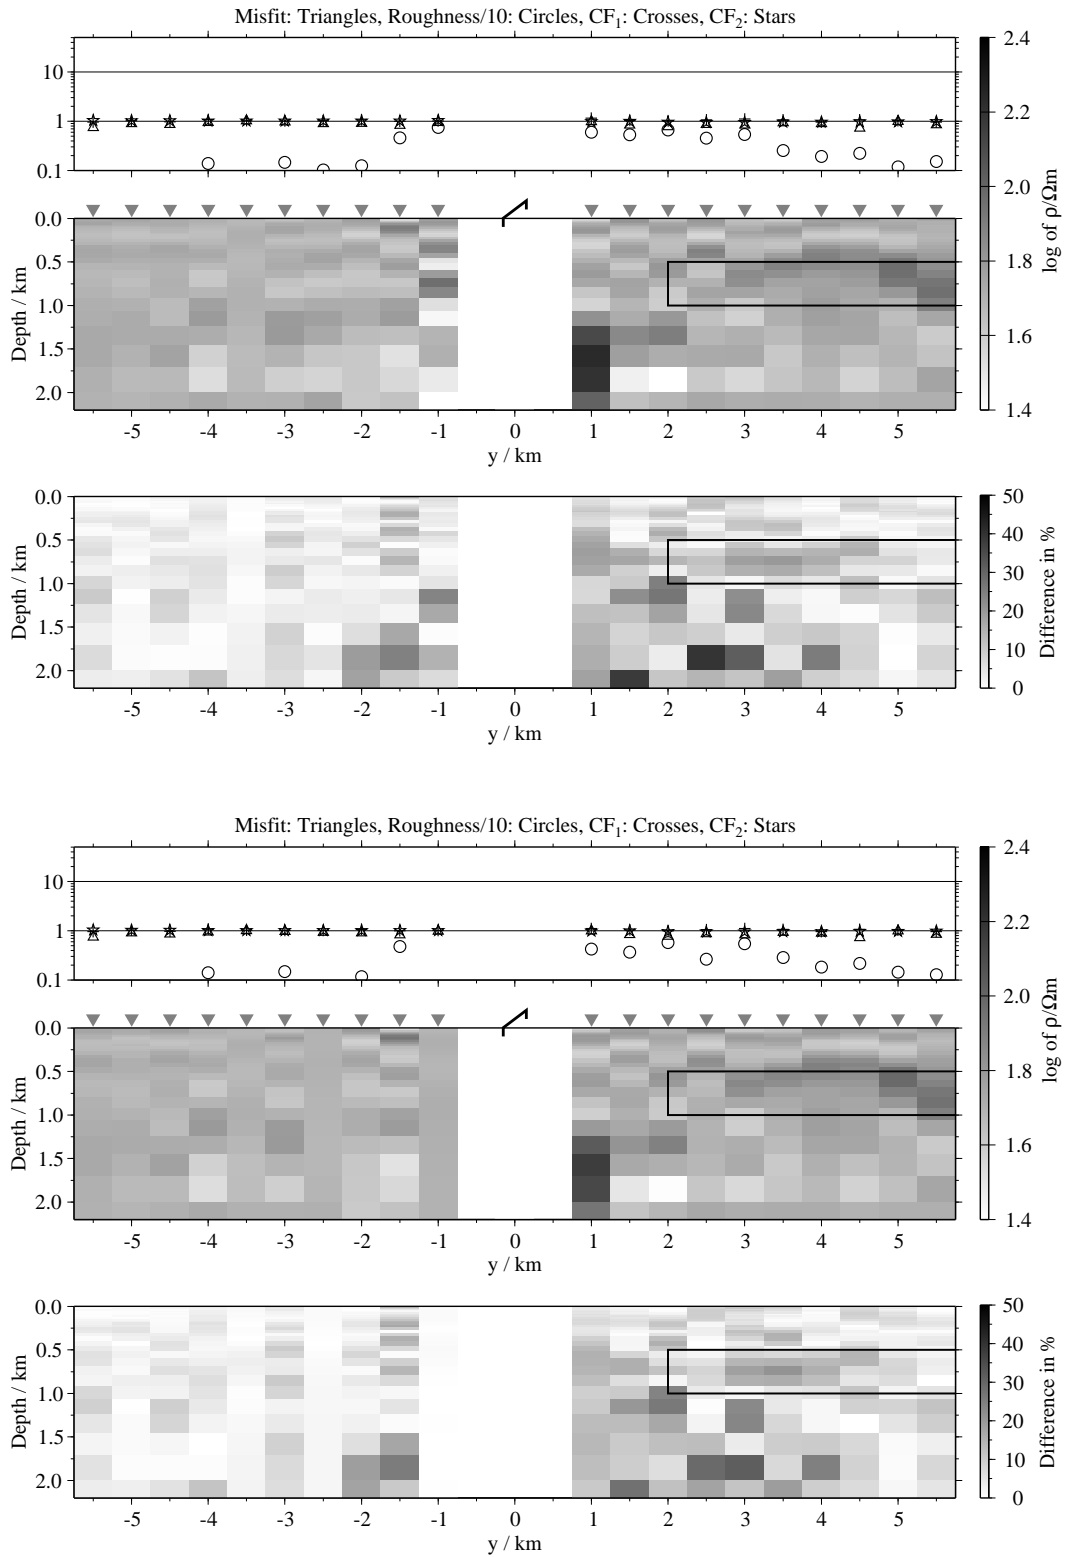 Misfit: Triangles, Roughness/10: Circles, CF1: Crosses, CF2: Stars
10
1
0.1
0.0
0.5
1.0
1.5
2.0
Depth / km
-5 -4 -3 -2 -1 0 1 2 3 4 5
y / km
2.4
2.2
2.0
1.8
1.6
1.4
log of ρ/Ωm
0.0
0.5
1.0
1.5
2.0
Depth / km
-5 -4 -3 -2 -1 0 1 2 3 4 5
y / km
50
40
30
20
10
0
Difference in %
Misfit: Triangles, Roughness/10: Circles, CF1: Crosses, CF2: Stars
10
1
0.1
0.0
0.5
1.0
1.5
2.0
Depth / km
-5 -4 -3 -2 -1 0 1 2 3 4 5
y / km
2.4
2.2
2.0
1.8
1.6
1.4
log of ρ/Ωm
0.0
0.5
1.0
1.5
2.0
Depth / km
-5 -4 -3 -2 -1 0 1 2 3 4 5
y / km
50
40
30
20
10
0
Difference in %